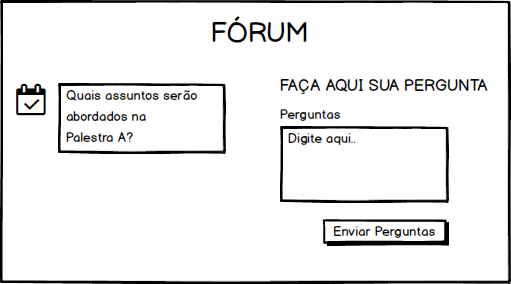 FÓRUM
Quais assuntos serão
abordados na
Palestra A?
FAÇA AQUI SUA PERGUNTA
Perguntas
Digite aqui..
Enviar Perguntas